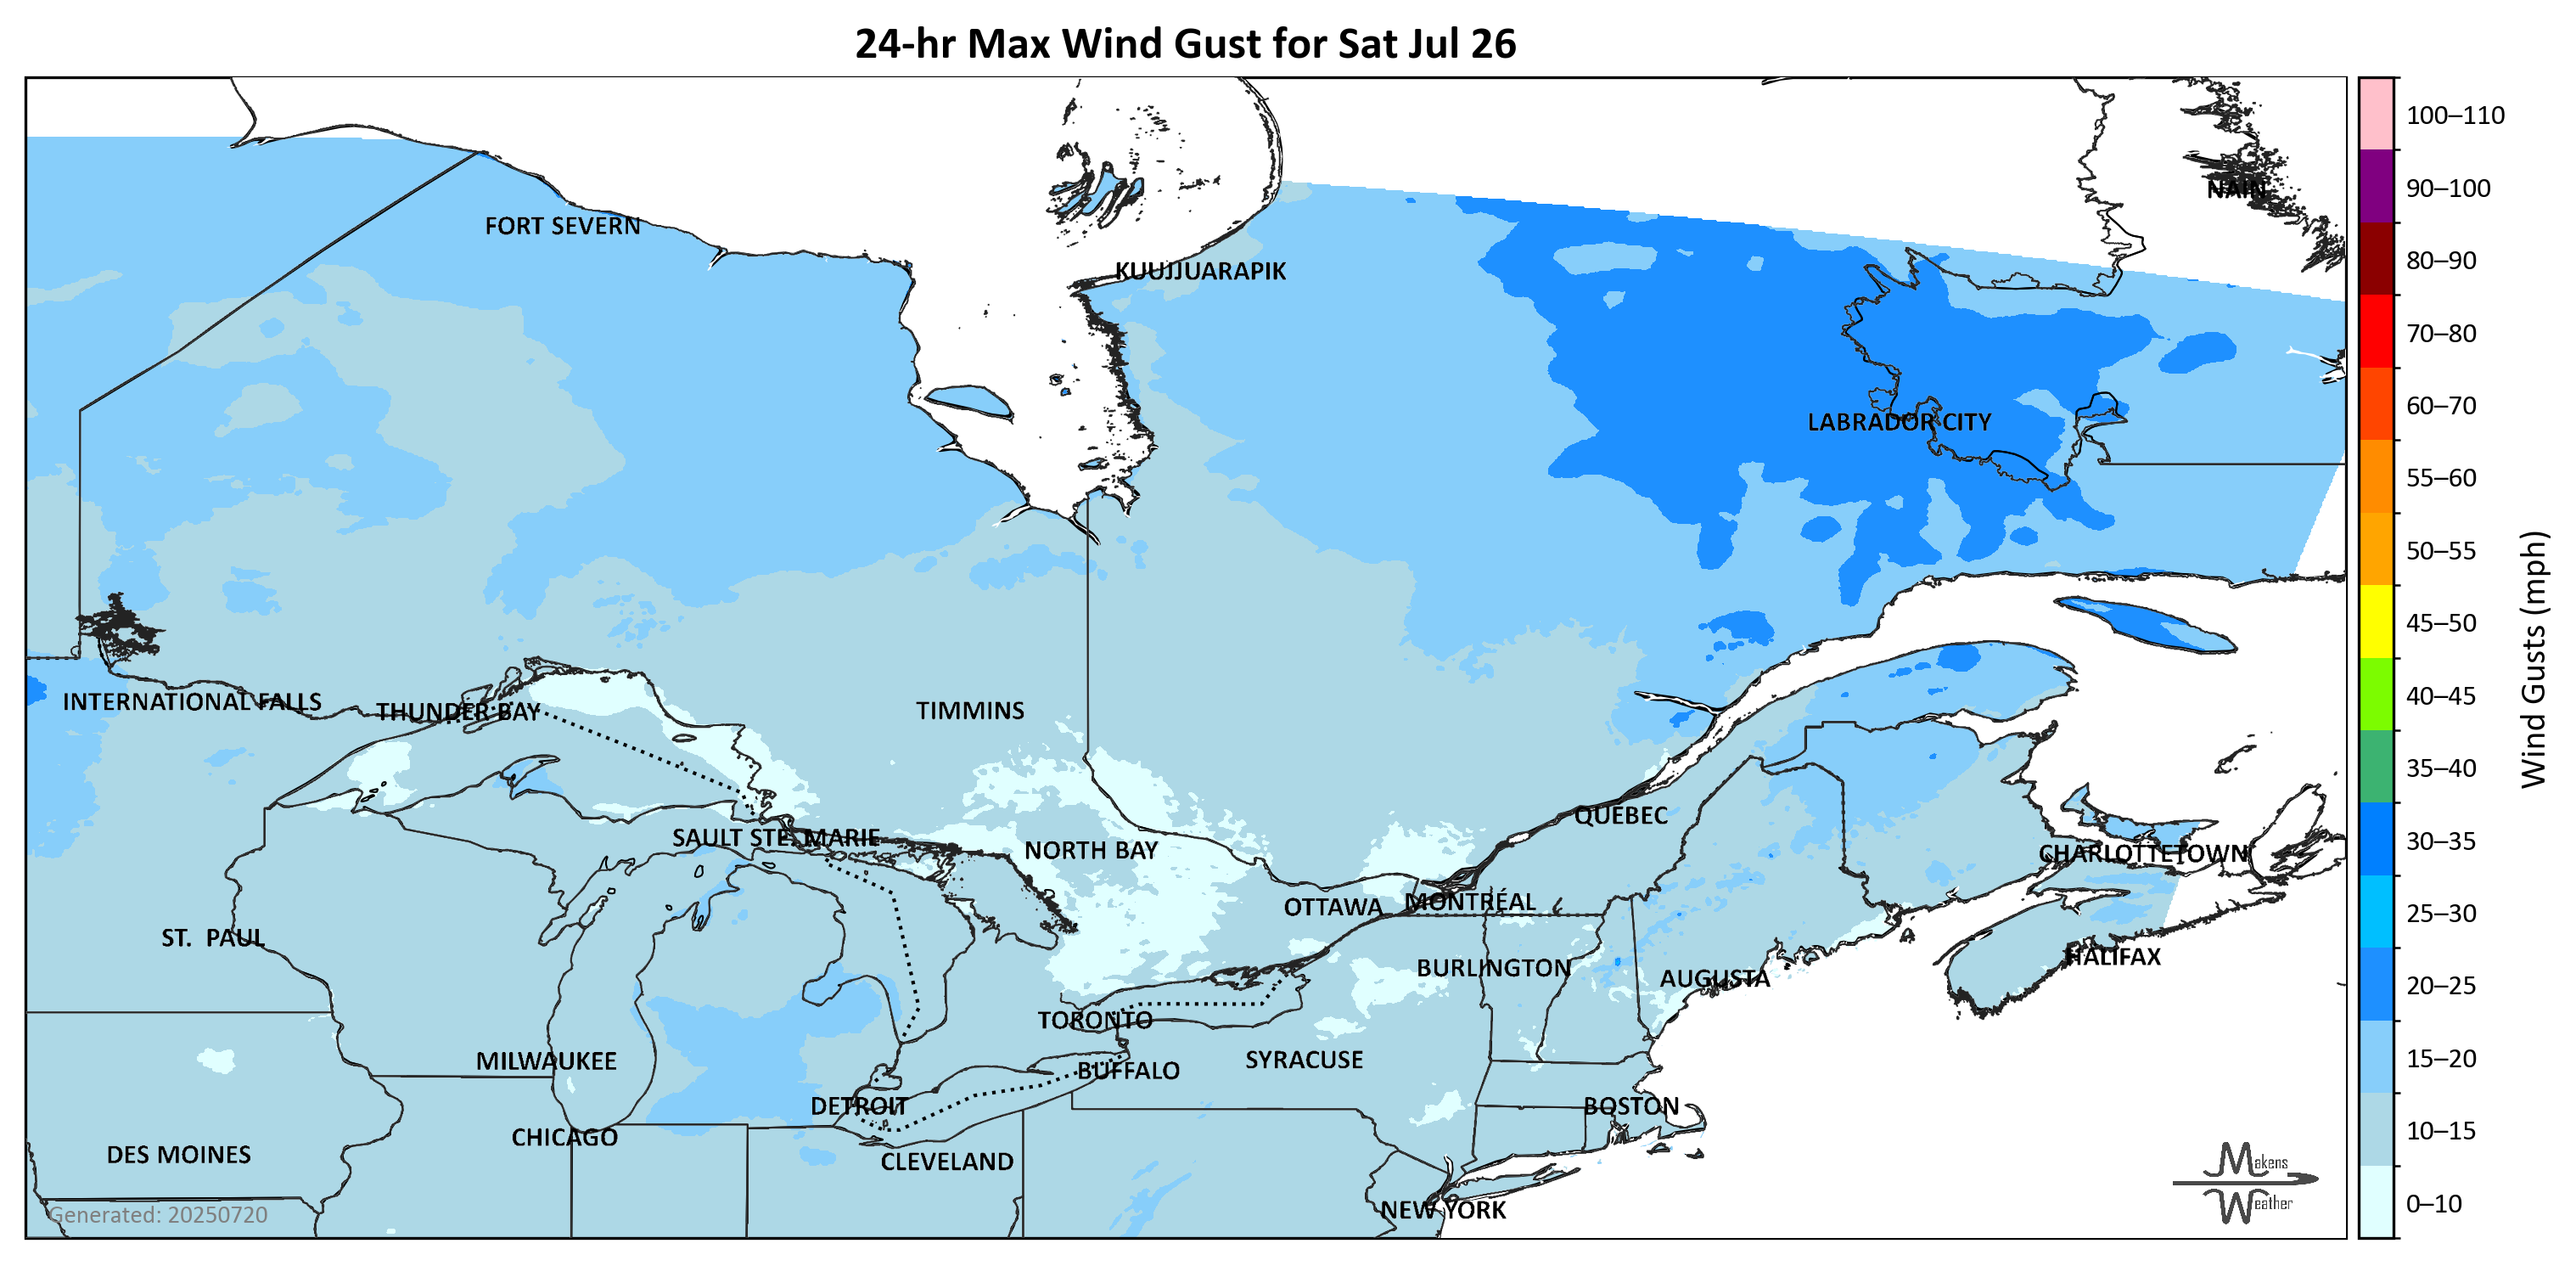 24-hr Max Wind Gust for Sat Jul 26
100–110
90–100
NAIN
FORT SEVERN
80–90
KUUJJUARAPIK
70–80
60–70
LABRADOR CITY
55–60
50–55
45–50
40–45
INTERNATIONAL FALLS
THUNDER BAY
TIMMINS
35–40
Wind Gusts (mph)
QUÉBEC
SAULT STE. MARIE
30–35
NORTH BAY
CHARLOTTETOWN
MONTRÉAL
OTTAWA
25–30
ST. PAUL
HALIFAX
BURLINGTON
AUGUSTA
20–25
TORONTO
MILWAUKEE
SYRACUSE
15–20
BUFFALO
DETROIT
BOSTON
CHICAGO
10–15
DES MOINES
CLEVELAND
Makens
Weather
0–10
NEW YORK
Generated: 20250720